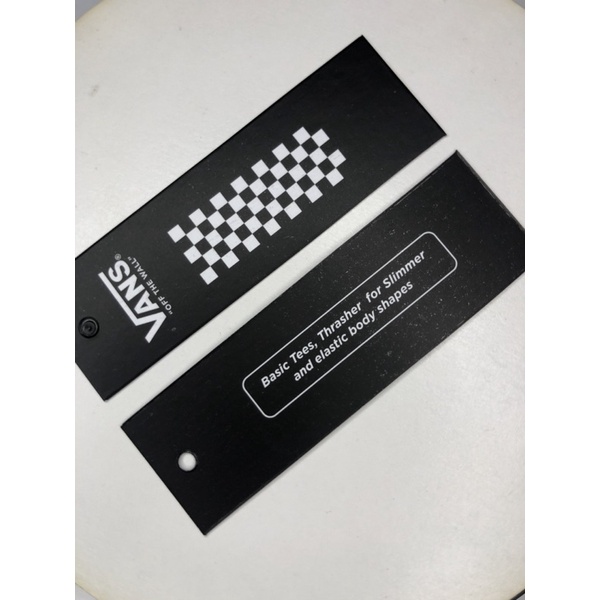 VANS®
"OFF THE WALL"
Basic Tees, Thrasher for Slimmer
and elastic body shapes